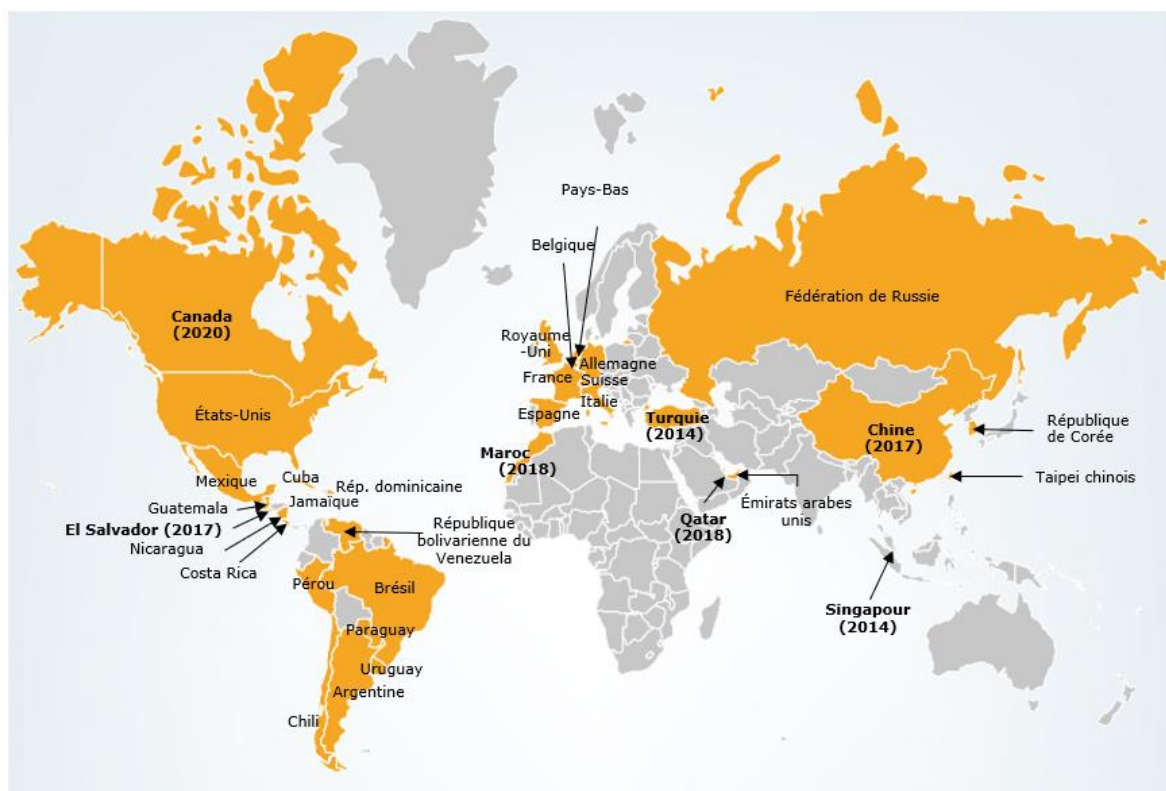 Pays-Bas
Belgique
Fédération de Russie
Canada
(2020)
Royaume
-Uni
Allemagne
France
Suisse
Italie
États-Unis
Espagne
Turquie
(2014)
Chine
(2017)
République
de Corée
Maroc
(2018)
Mexique
Cuba
Rép. dominicaine
Jamaïque
Taipei chinois
Guatemala
El Salvador (2017)
Nicaragua
Costa Rica
République
bolivarienne du
Venezuela
Émirats arabes
unis
Qatar
(2018)
Pérou
Brésil
Singapour
(2014)
Paraguay
Uruguay
Argentine
Chili